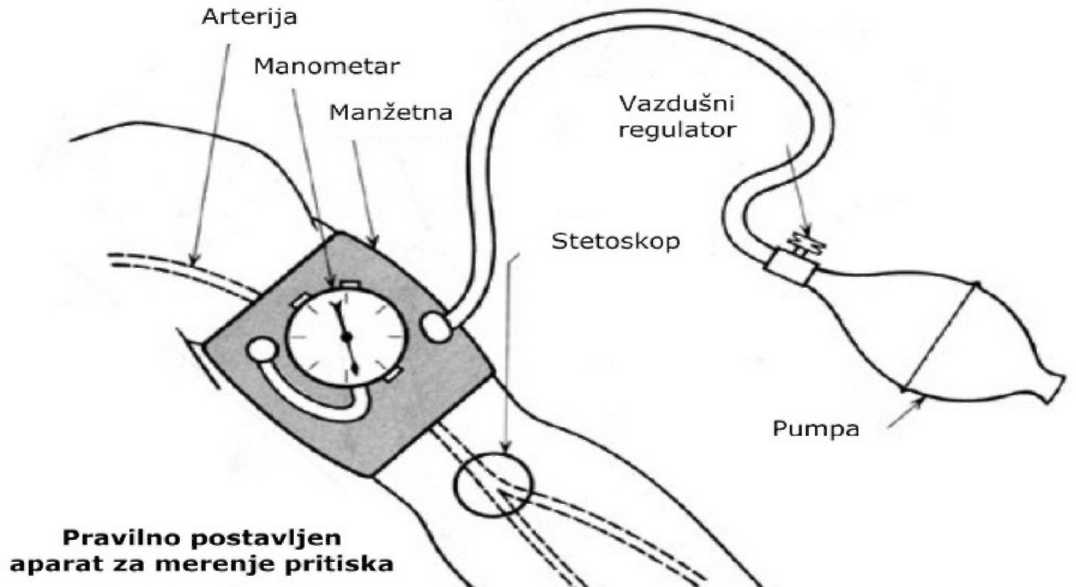 Arterija
Manometar
Manžetna
Vazdušni
regulator
Stetoskop
Pumpa
Pravilno postavljen
aparat za merenje pritiska